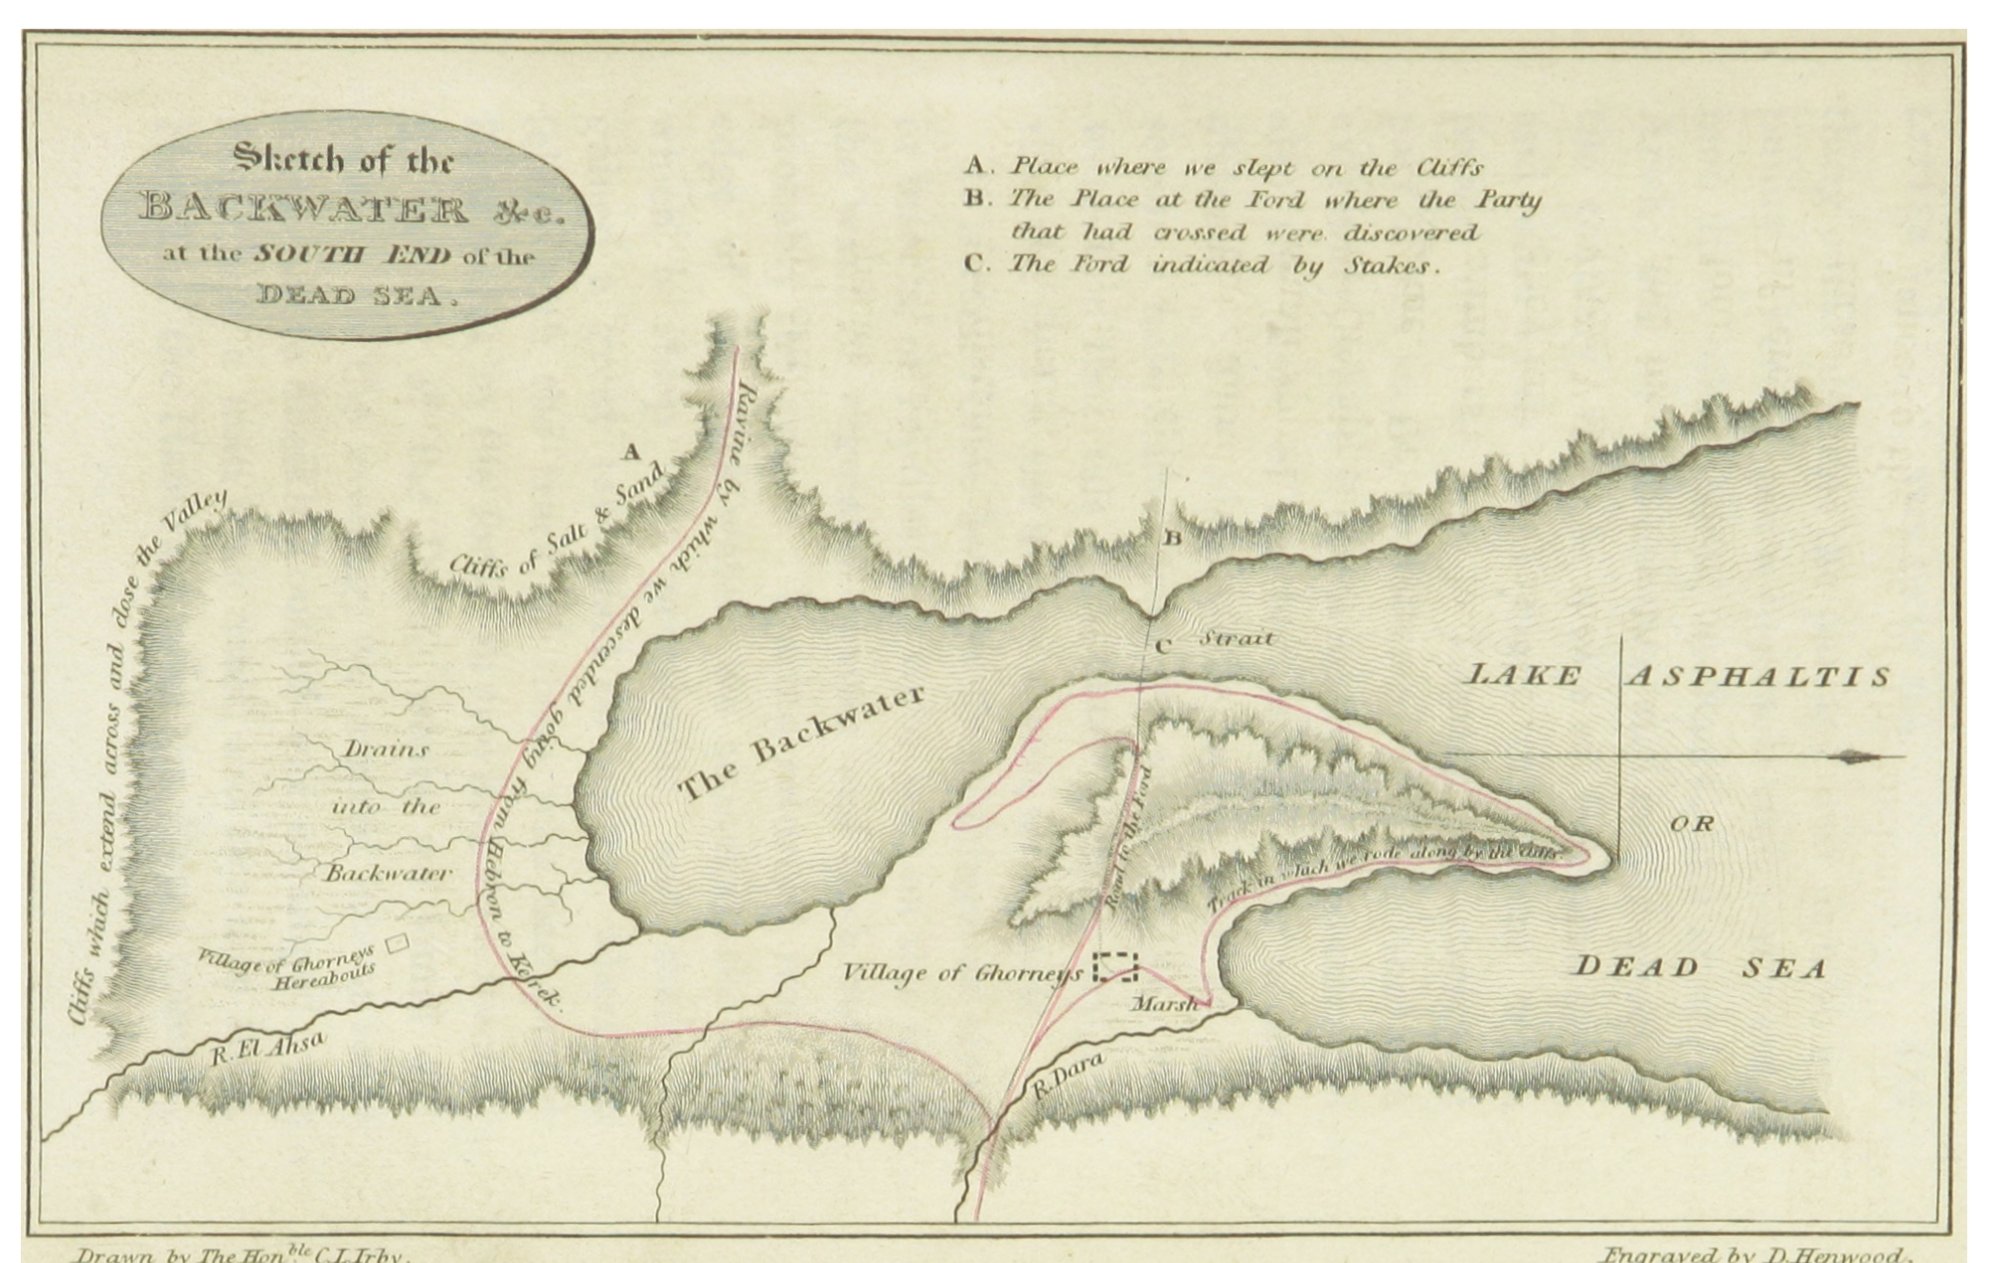 Sketch of the
BACKWATER &c.
at the SOUTH END of the
DEAD SEA.
A. Place where we slept on the Cliffs
B. The Place at the Ford where the Party
that had crossed were discovered
C. The Ford indicated by Stakes.
A
Cliffs of Salt & Sand
Ravine by which we descended going from Hebron to Kerek.
Cliffs which extend across and close the Valley
B
C Strait
LAKE ASPHALTIS
OR
DEAD SEA
The Backwater
Drains
into the
Backwater
Road to the Ford
Track in which we rode along by the cliffs
Village of Ghorneys
Hereabouts
Village of Ghorneys
Marsh
R. El Ahsa
R. Dara
Drawn by The Honble. C.L.Irby.
Engraved by D. Henwood.